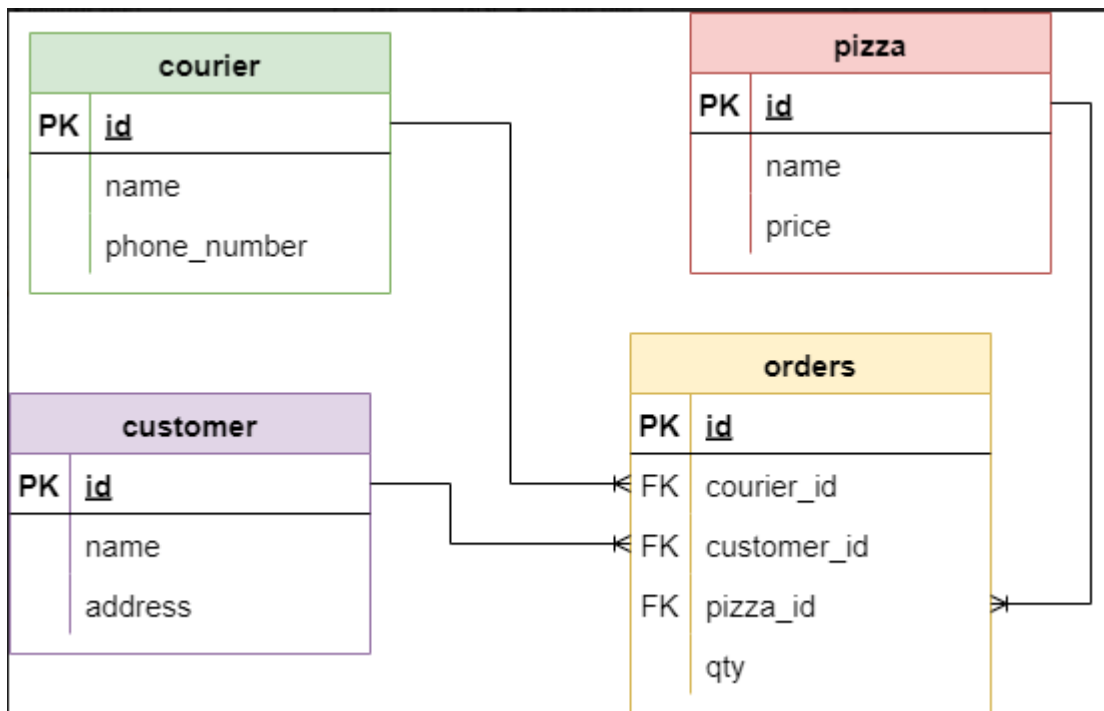 courier
PK id
name
phone_number
pizza
PK id
name
price
customer
PK id
name
address
orders
PK id
FK courier_id
FK customer_id
FK pizza_id
qty